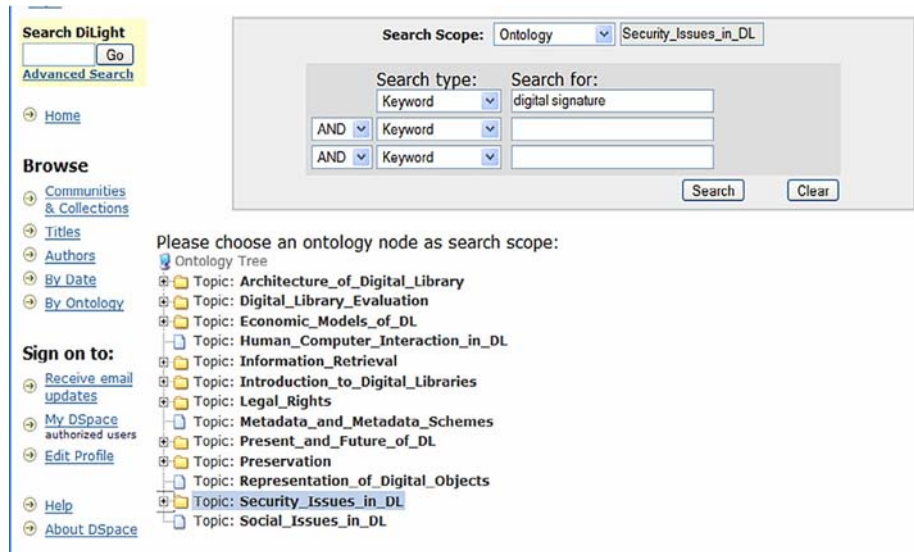 Search DiLight
Go
Advanced Search
Home
Browse
Communities
& Collections
Titles
Authors
By Date
By Ontology
Sign on to:
Receive email
updates
My DSpace
authorized users
Edit Profile
Help
About DSpace
Search Scope: Ontology Security_Issues_in_DL
Search type: Search for:
Keyword digital signature
AND Keyword
AND Keyword
Search Clear
Please choose an ontology node as search scope:
Ontology Tree
Topic: Architecture_of_Digital_Library
Topic: Digital_Library_Evaluation
Topic: Economic_Models_of_DL
Topic: Human_Computer_Interaction_in_DL
Topic: Information_Retrieval
Topic: Introduction_to_Digital_Libraries
Topic: Legal_Rights
Topic: Metadata_and_Metadata_Schemes
Topic: Present_and_Future_of_DL
Topic: Preservation
Topic: Representation_of_Digital_Objects
Topic: Security_Issues_in_DL
Topic: Social_Issues_in_DL